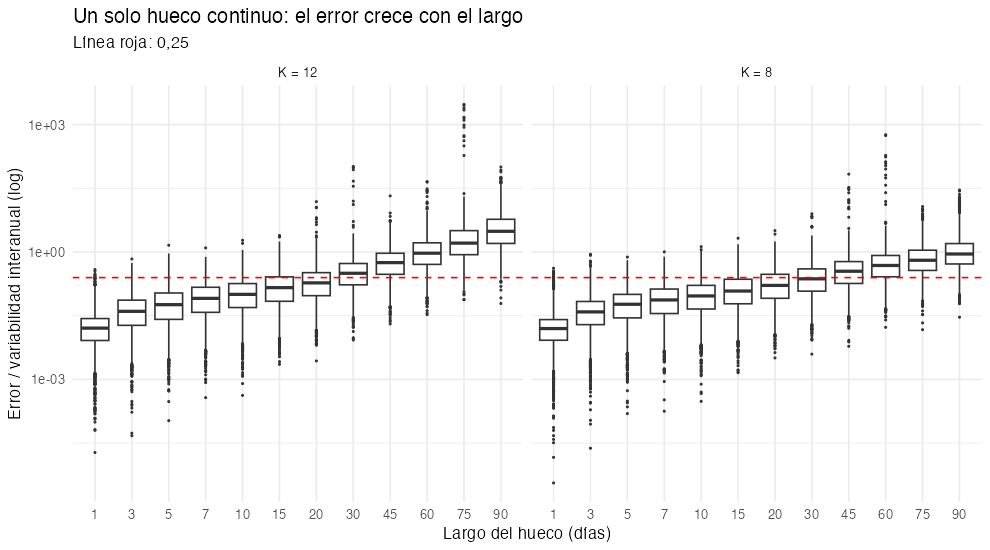 Un solo hueco continuo: el error crece con el largo
Línea roja: 0,25
K = 12
K = 8
Error / variabilidad interanual (log)
1e+03
1e+00
1e-03
1 3 5 7 10 15 20 30 45 60 75 90
1 3 5 7 10 15 20 30 45 60 75 90
Largo del hueco (días)